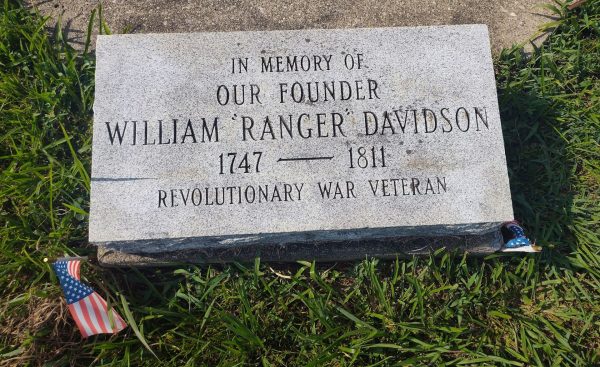 IN MEMORY OF
OUR FOUNDER
WILLIAM "RANGER" DAVIDSON
1747 — 1811
REVOLUTIONARY WAR VETERAN